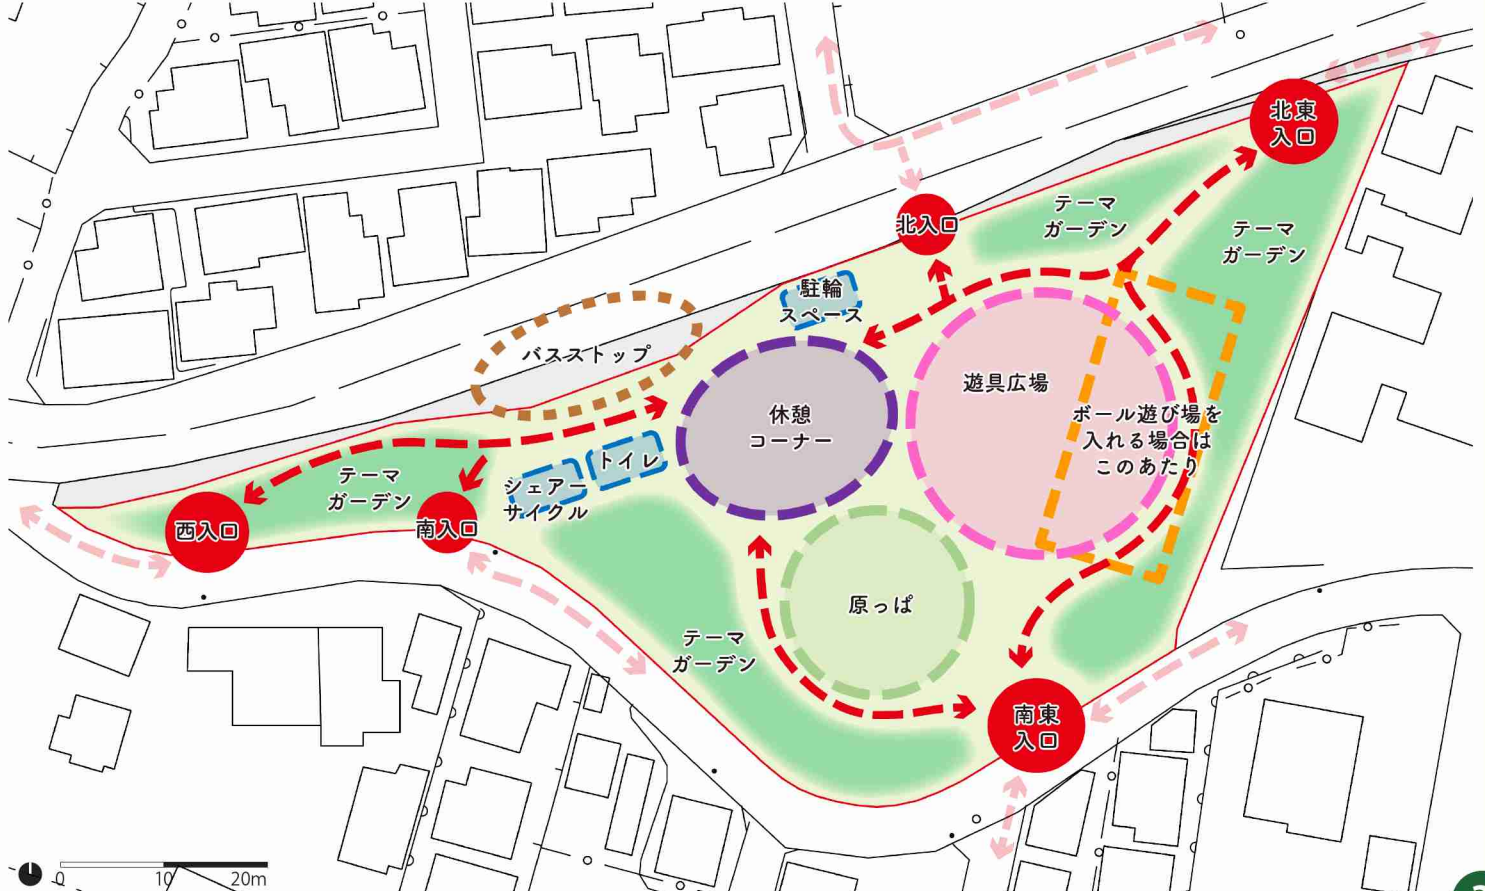 北東
入口
テーマ
ガーデン
北入口
テーマ
ガーデン
駐輪
スペース
バスストップ
遊具広場
休憩
コーナー
ボール遊び場を
入れる場合は
このあたり
トイレ
テーマ
ガーデン
シェアー
サイクル
西入口
南入口
原っぱ
テーマ
ガーデン
南東
入口
0 10 20m